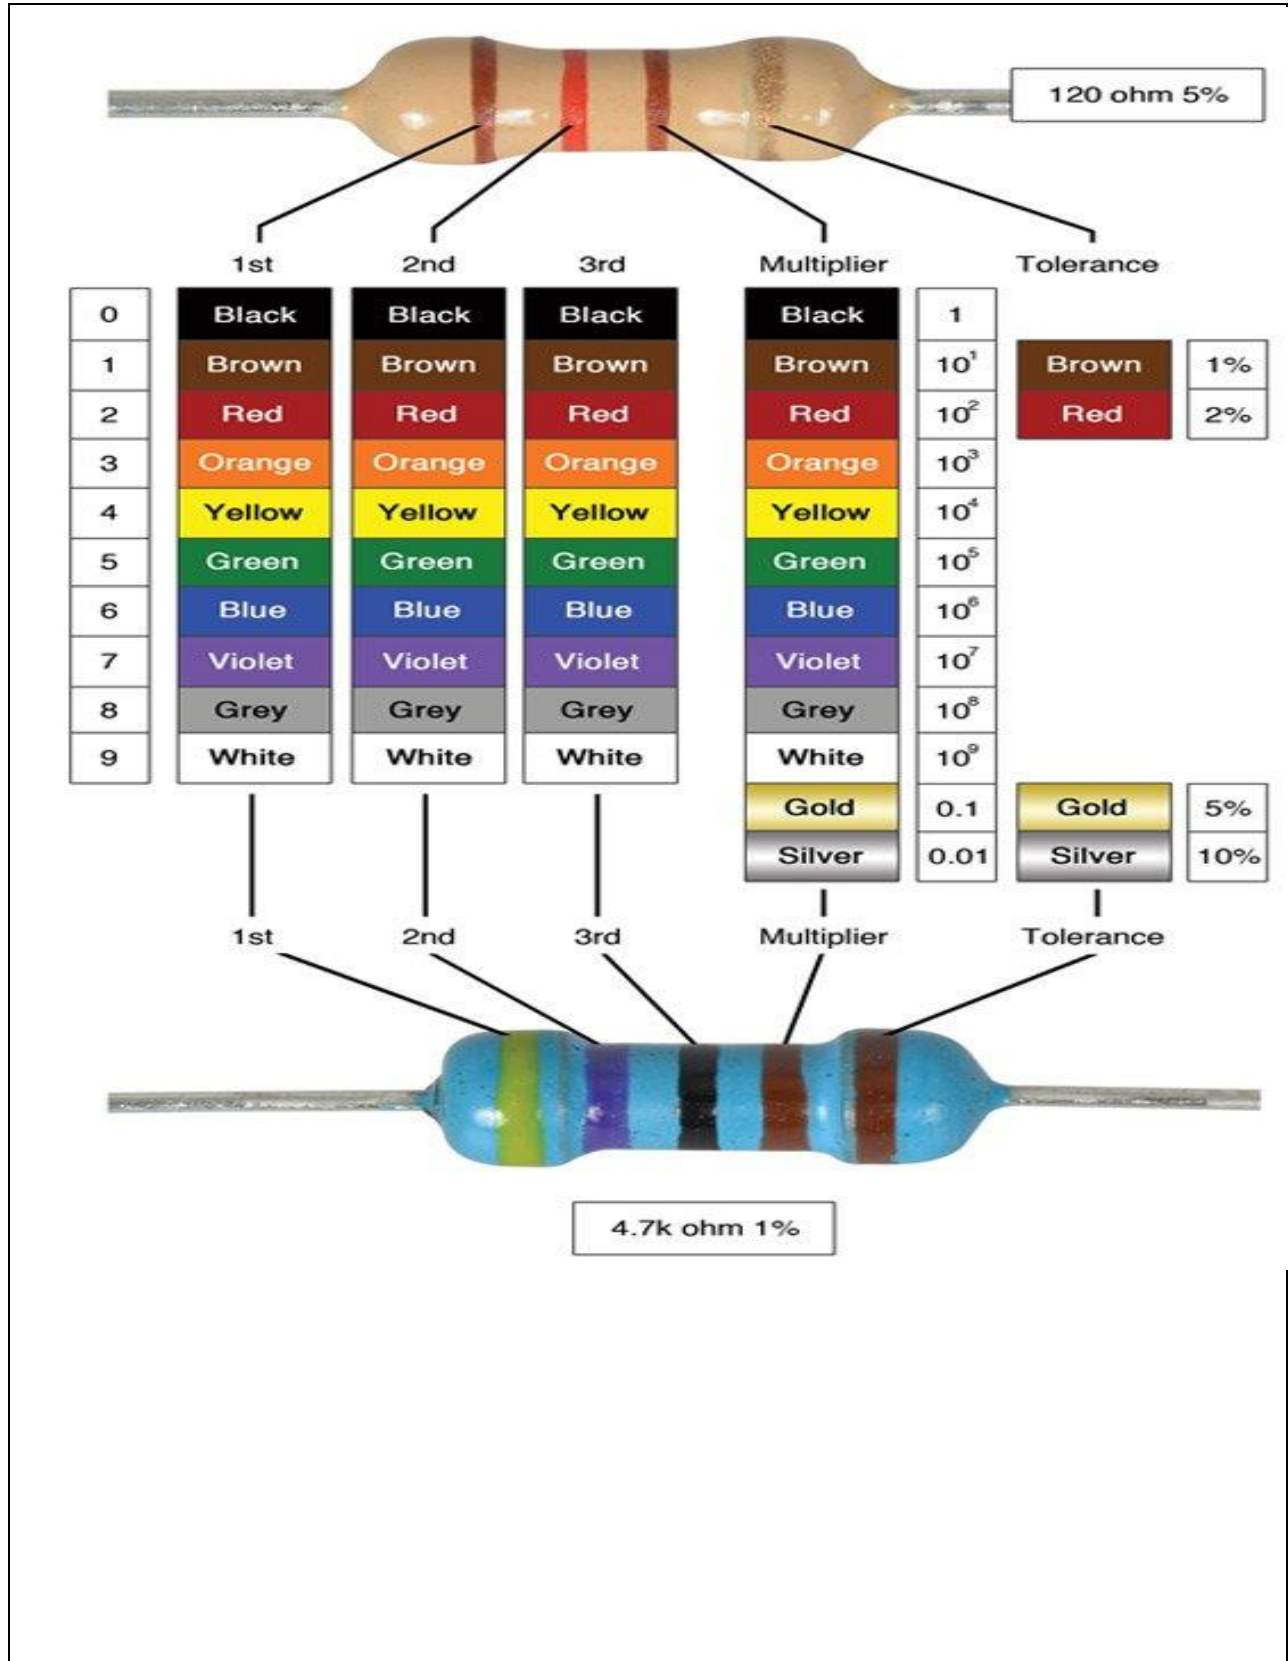 120 ohm 5%
1st 2nd 3rd Multiplier Tolerance
0 Black Black Black Black 1
1 Brown Brown Brown Brown 10¹ Brown 1%
2 Red Red Red Red 10² Red 2%
3 Orange Orange Orange Orange 10³
4 Yellow Yellow Yellow Yellow 10⁴
5 Green Green Green Green 10⁵
6 Blue Blue Blue Blue 10⁶
7 Violet Violet Violet Violet 10⁷
8 Grey Grey Grey Grey 10⁸
9 White White White White 10⁹
Gold 0.1 Gold 5%
Silver 0.01 Silver 10%
1st 2nd 3rd Multiplier Tolerance
4.7k ohm 1%